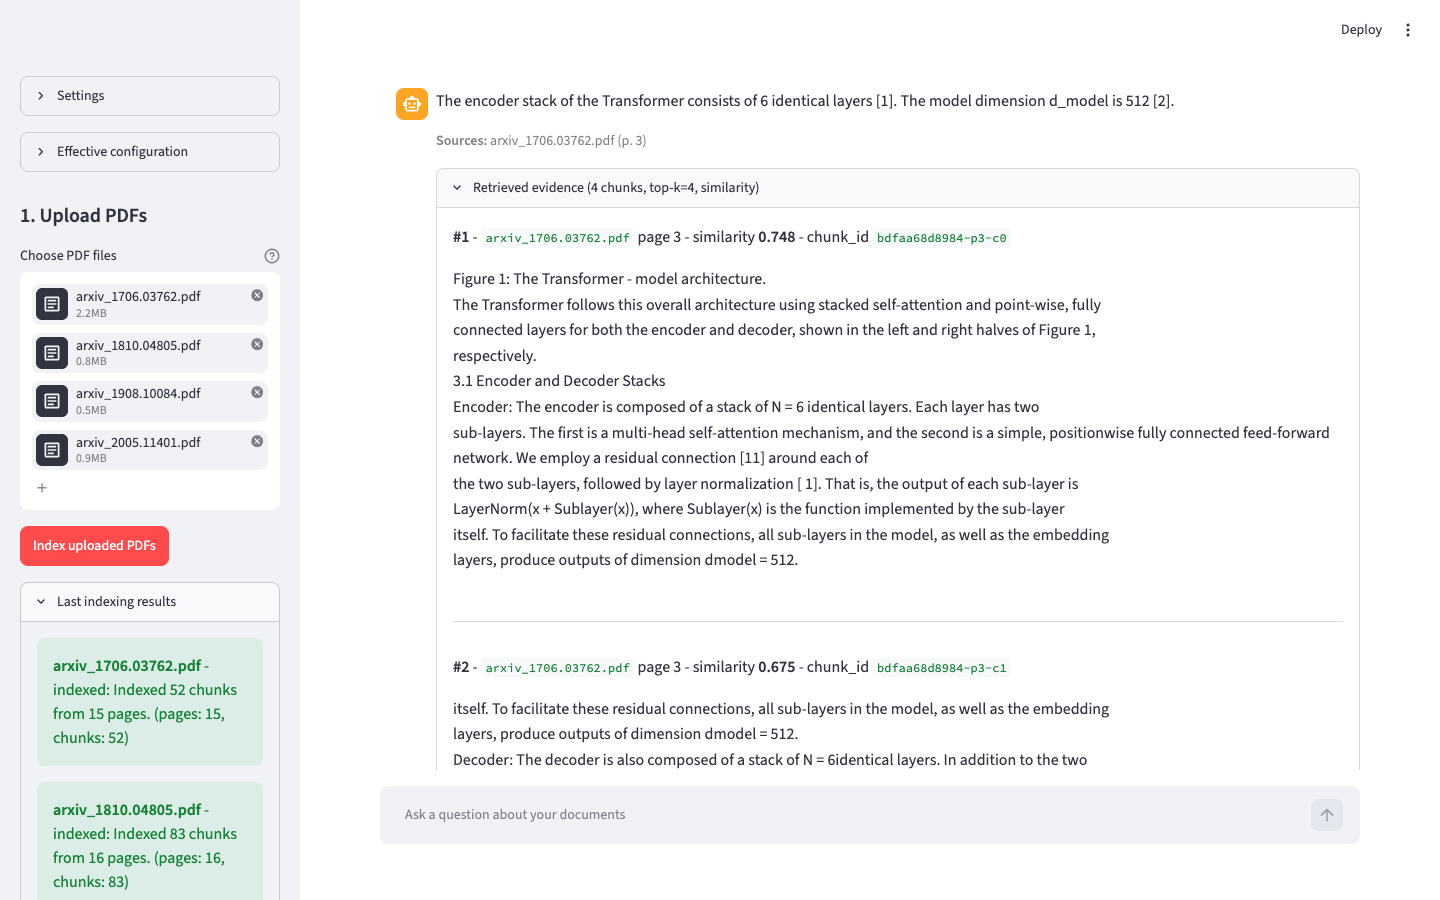 Deploy
Settings
Effective configuration
1. Upload PDFs
Choose PDF files
arxiv_1706.03762.pdf
2.2MB
arxiv_1810.04805.pdf
0.8MB
arxiv_1908.10084.pdf
0.5MB
arxiv_2005.11401.pdf
0.9MB
Index uploaded PDFs
Last indexing results
arxiv_1706.03762.pdf -
indexed: Indexed 52 chunks
from 15 pages. (pages: 15,
chunks: 52)
arxiv_1810.04805.pdf -
indexed: Indexed 83 chunks
from 16 pages. (pages: 16,
chunks: 83)
The encoder stack of the Transformer consists of 6 identical layers [1]. The model dimension d_model is 512 [2].
Sources: arxiv_1706.03762.pdf (p. 3)
Retrieved evidence (4 chunks, top-k=4, similarity)
#1 - arxiv_1706.03762.pdf page 3 - similarity 0.748 - chunk_id bdfaa68d8984-p3-c0
Figure 1: The Transformer - model architecture.
The Transformer follows this overall architecture using stacked self-attention and point-wise, fully
connected layers for both the encoder and decoder, shown in the left and right halves of Figure 1,
respectively.
3.1 Encoder and Decoder Stacks
Encoder: The encoder is composed of a stack of N = 6 identical layers. Each layer has two
sub-layers. The first is a multi-head self-attention mechanism, and the second is a simple, positionwise fully connected feed-forward
network. We employ a residual connection [11] around each of
the two sub-layers, followed by layer normalization [ 1]. That is, the output of each sub-layer is
LayerNorm(x + Sublayer(x)), where Sublayer(x) is the function implemented by the sub-layer
itself. To facilitate these residual connections, all sub-layers in the model, as well as the embedding
layers, produce outputs of dimension dmodel = 512.
#2 - arxiv_1706.03762.pdf page 3 - similarity 0.675 - chunk_id bdfaa68d8984-p3-c1
itself. To facilitate these residual connections, all sub-layers in the model, as well as the embedding
layers, produce outputs of dimension dmodel = 512.
Decoder: The decoder is also composed of a stack of N = 6identical layers. In addition to the two
Ask a question about your documents